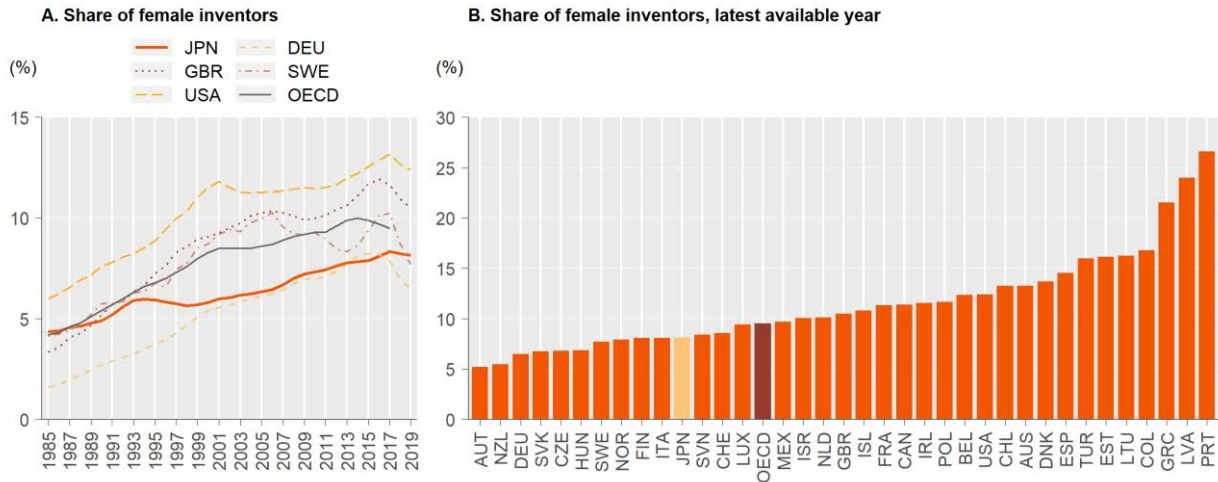 A. Share of female inventors
JPN
DEU
GBR
SWE
USA
OECD
(%)
15
10
5
0
1985
1987
1989
1991
1993
1995
1997
1999
2001
2003
2005
2007
2009
2011
2013
2015
2017
2019
B. Share of female inventors, latest available year
(%)
30
25
20
15
10
5
0
AUT
NZL
DEU
SVK
CZE
HUN
SWE
NOR
FIN
ITA
JPN
SVN
CHE
LUX
OECD
MEX
ISR
NLD
GBR
ISL
FRA
CAN
IRL
POL
BEL
USA
CHL
AUS
DNK
ESP
TUR
EST
LTU
COL
GRC
LVA
PRT